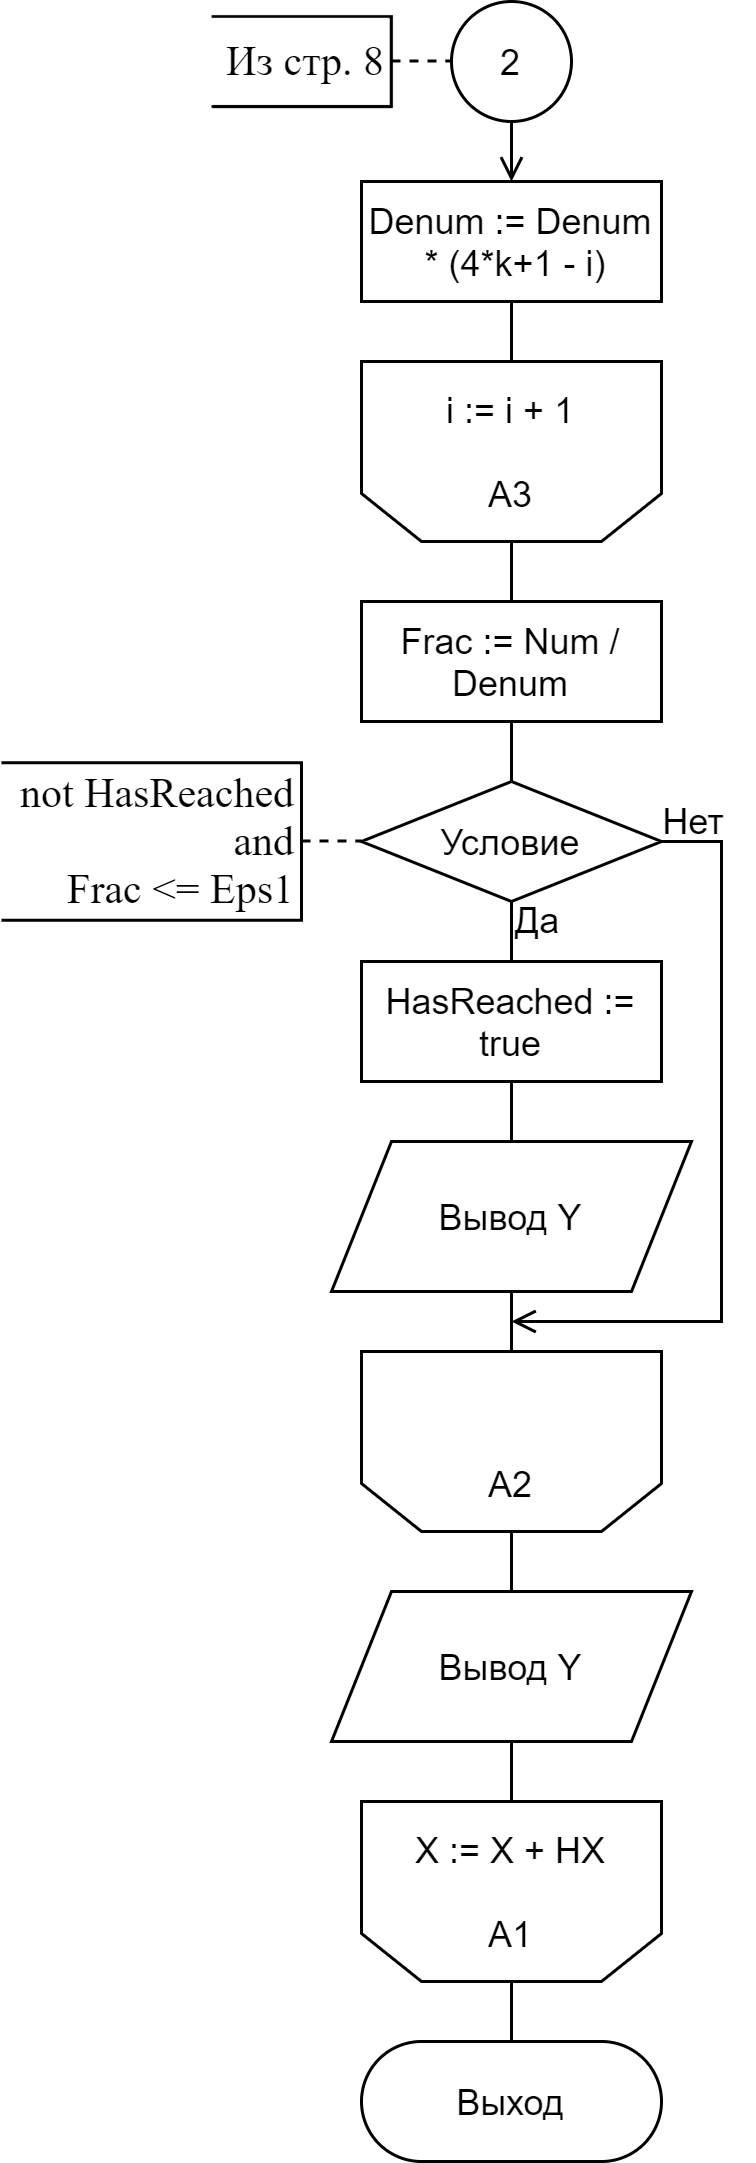 Из стр. 8
2
Denum := Denum
* (4*k+1 - i)
i := i + 1
A3
Frac := Num /
Denum
not HasReached
and
Frac <= Eps1
Условие
Нет
Да
HasReached :=
true
Вывод Y
A2
Вывод Y
X := X + HX
A1
Выход